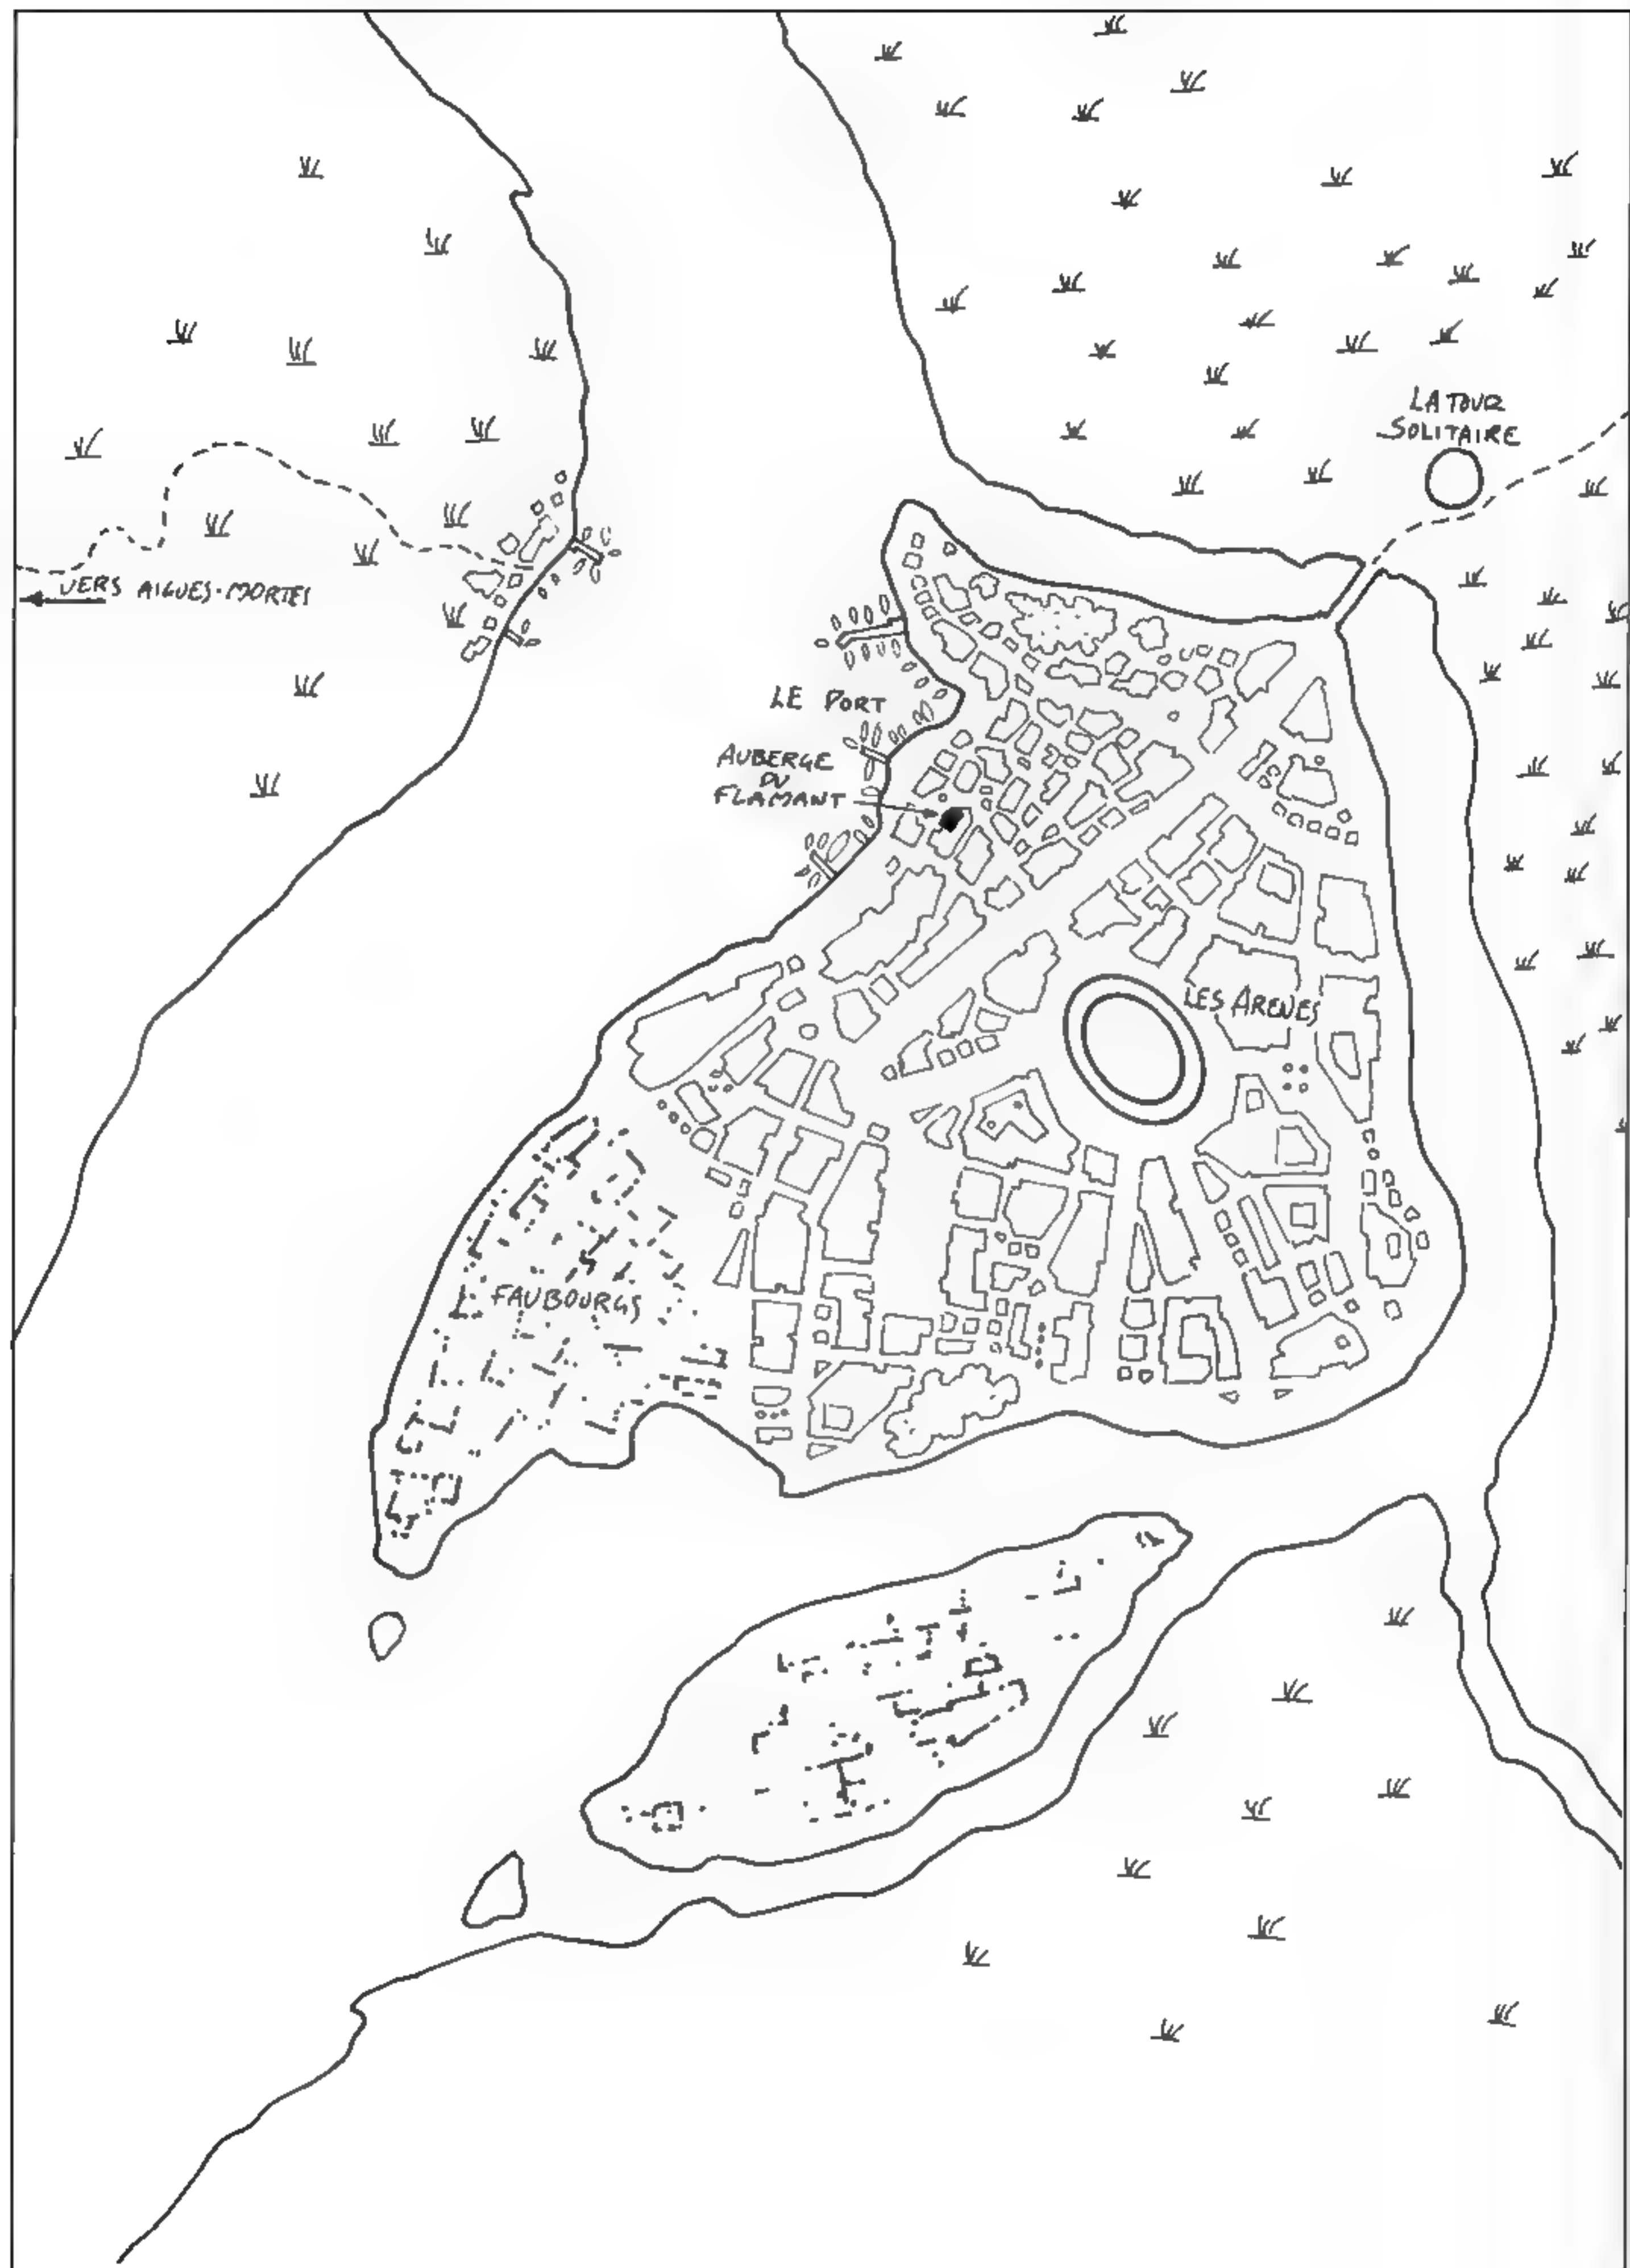 LA TOUR
SOLITAIRE
VERS AIGUES-MORTES
LE PORT
AUBERGE
DU
FLAMANT
LES ARENES
FAUBOURGS